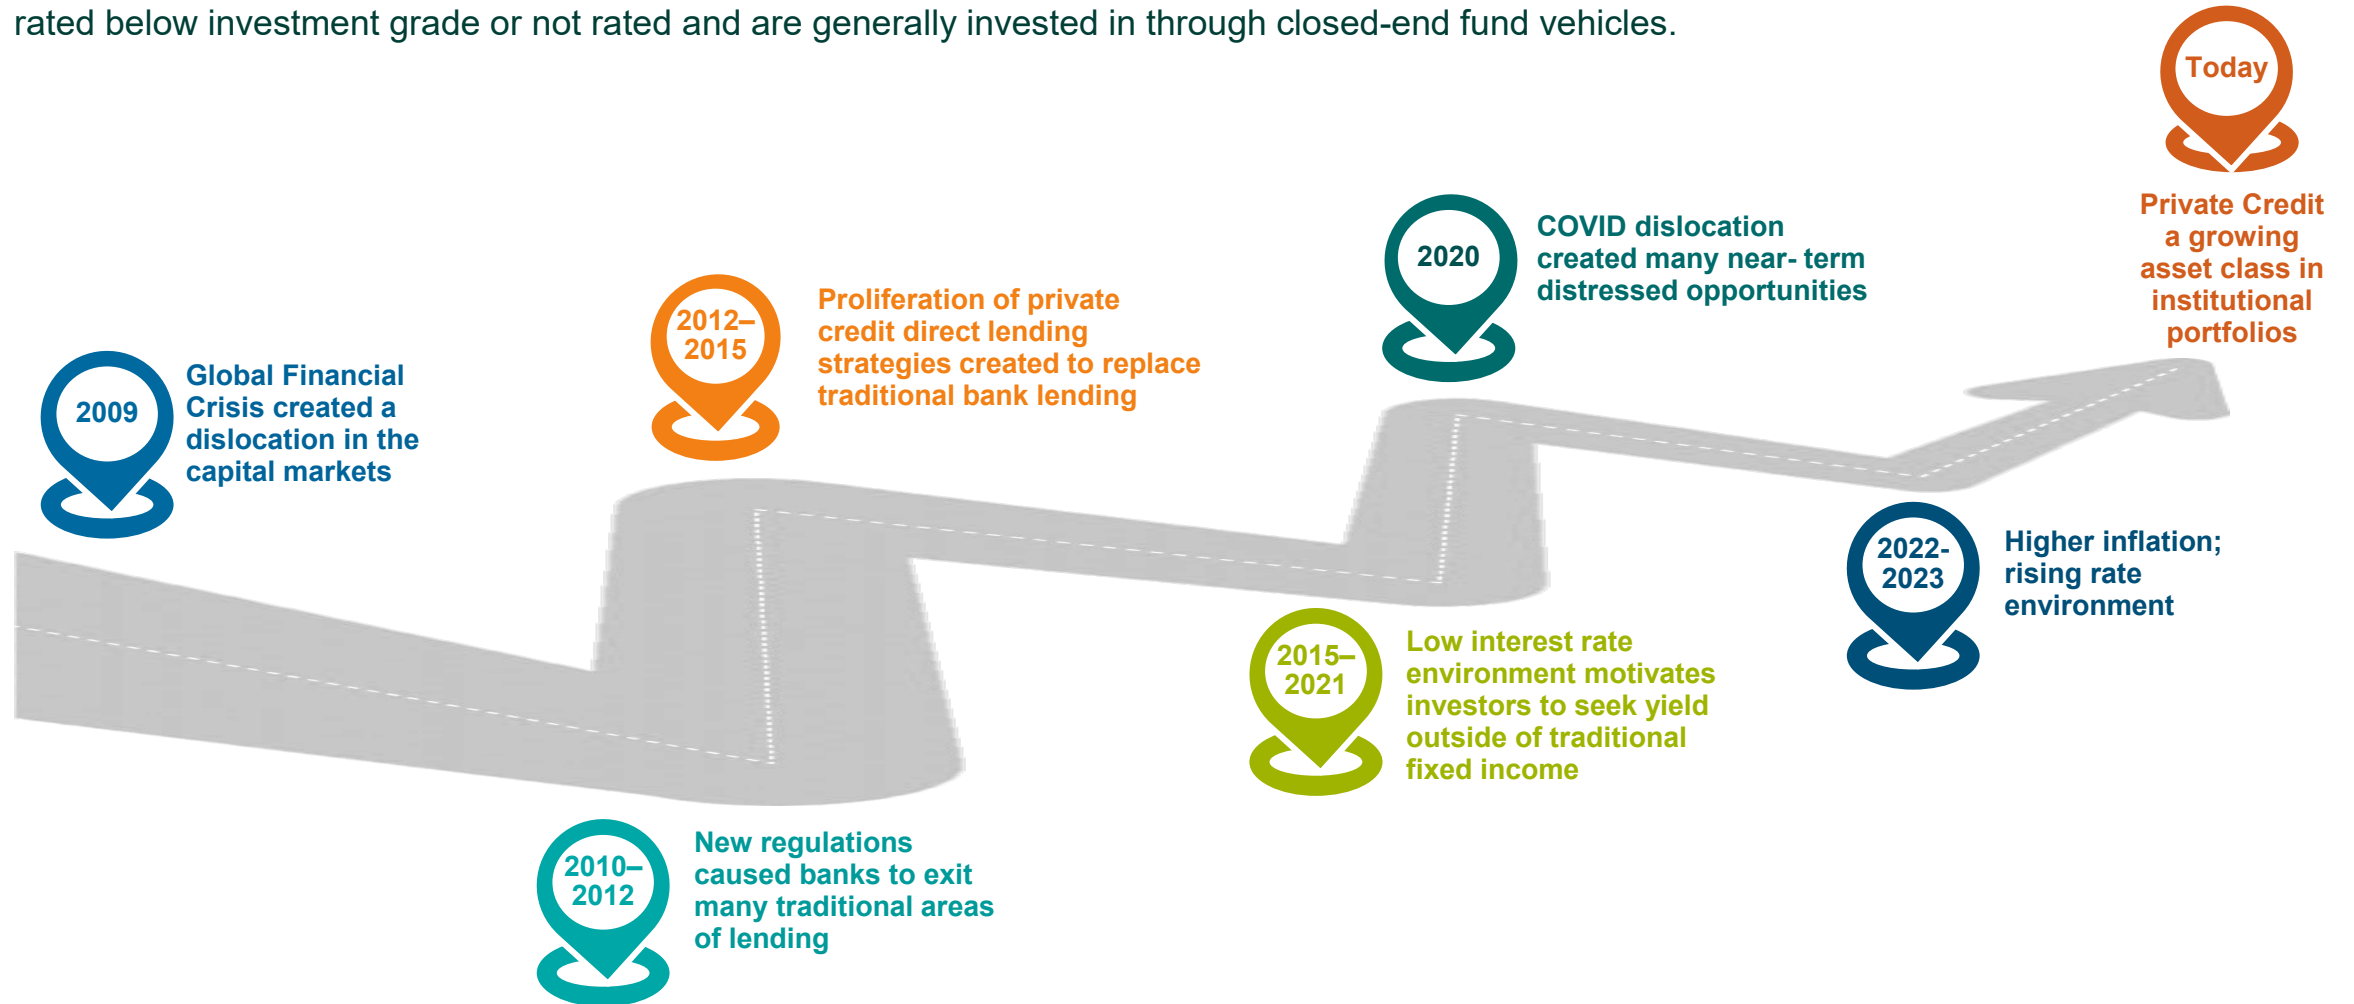 rated below investment grade or not rated and are generally invested in through closed-end fund vehicles.
2009
Global Financial
Crisis created a
dislocation in the
capital markets
2010–
2012
New regulations
caused banks to exit
many traditional areas
of lending
2012–
2015
Proliferation of private
credit direct lending
strategies created to replace
traditional bank lending
2015–
2021
Low interest rate
environment motivates
investors to seek yield
outside of traditional
fixed income
2020
COVID dislocation
created many near- term
distressed opportunities
2022-
2023
Higher inflation;
rising rate
environment
Today
Private Credit
a growing
asset class in
institutional
portfolios